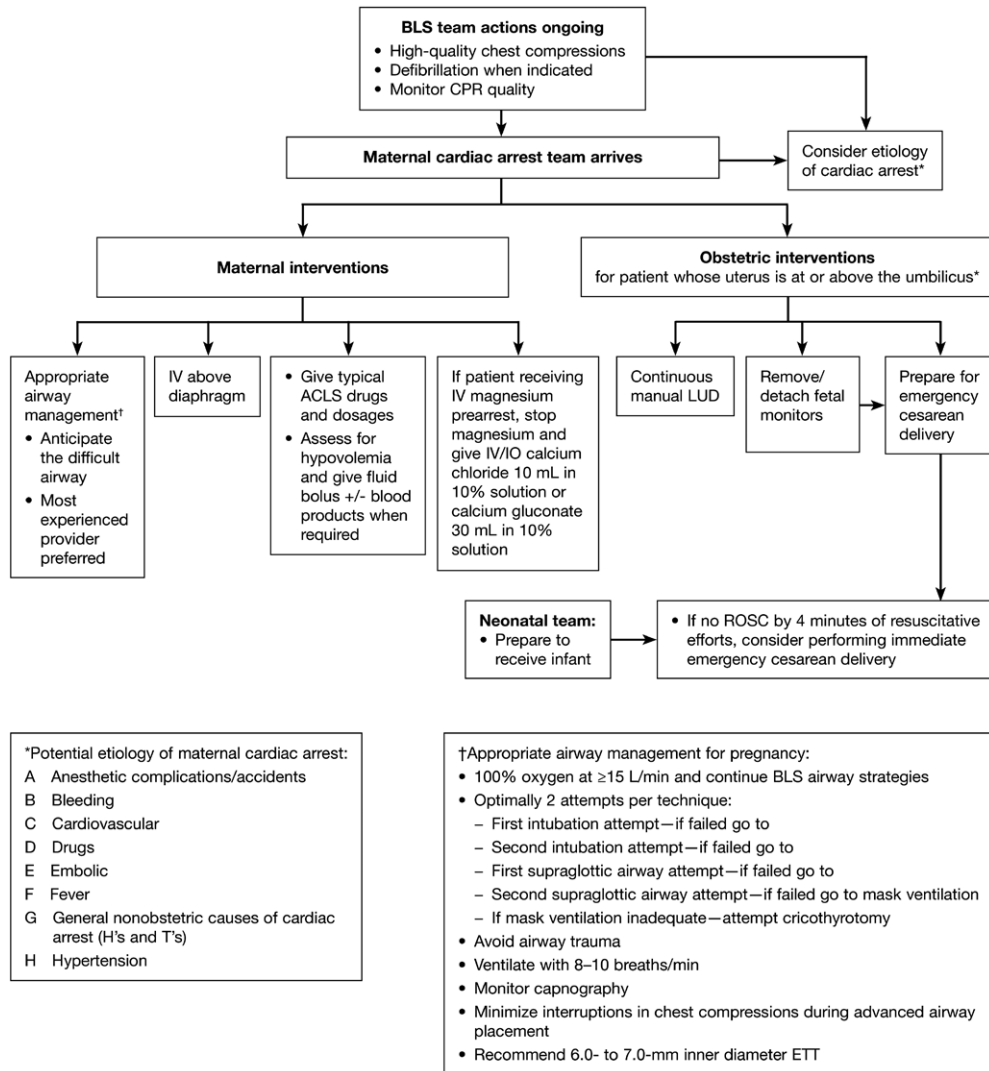 BLS team actions ongoing
• High-quality chest compressions
• Defibrillation when indicated
• Monitor CPR quality
Maternal cardiac arrest team arrives
Consider etiology
of cardiac arrest*
Maternal interventions
Obstetric interventions
for patient whose uterus is at or above the umbilicus*
Appropriate
airway
management†
• Anticipate
the difficult
airway
• Most
experienced
provider
preferred
IV above
diaphragm
• Give typical
ACLS drugs
and dosages
• Assess for
hypovolemia
and give fluid
bolus +/- blood
products when
required
If patient receiving
IV magnesium
prearrest, stop
magnesium and
give IV/IO calcium
chloride 10 mL in
10% solution or
calcium gluconate
30 mL in 10%
solution
Continuous
manual LUD
Remove/
detach fetal
monitors
Prepare for
emergency
cesarean
delivery
Neonatal team:
• Prepare to
receive infant
• If no ROSC by 4 minutes of resuscitative
efforts, consider performing immediate
emergency cesarean delivery
*Potential etiology of maternal cardiac arrest:
A Anesthetic complications/accidents
B Bleeding
C Cardiovascular
D Drugs
E Embolic
F Fever
G General nonobstetric causes of cardiac
arrest (H's and T's)
H Hypertension
†Appropriate airway management for pregnancy:
• 100% oxygen at ≥15 L/min and continue BLS airway strategies
• Optimally 2 attempts per technique:
– First intubation attempt—if failed go to
– Second intubation attempt—if failed go to
– First supraglottic airway attempt—if failed go to
– Second supraglottic airway attempt—if failed go to mask ventilation
– If mask ventilation inadequate—attempt cricothyrotomy
• Avoid airway trauma
• Ventilate with 8–10 breaths/min
• Monitor capnography
• Minimize interruptions in chest compressions during advanced airway
placement
• Recommend 6.0- to 7.0-mm inner diameter ETT